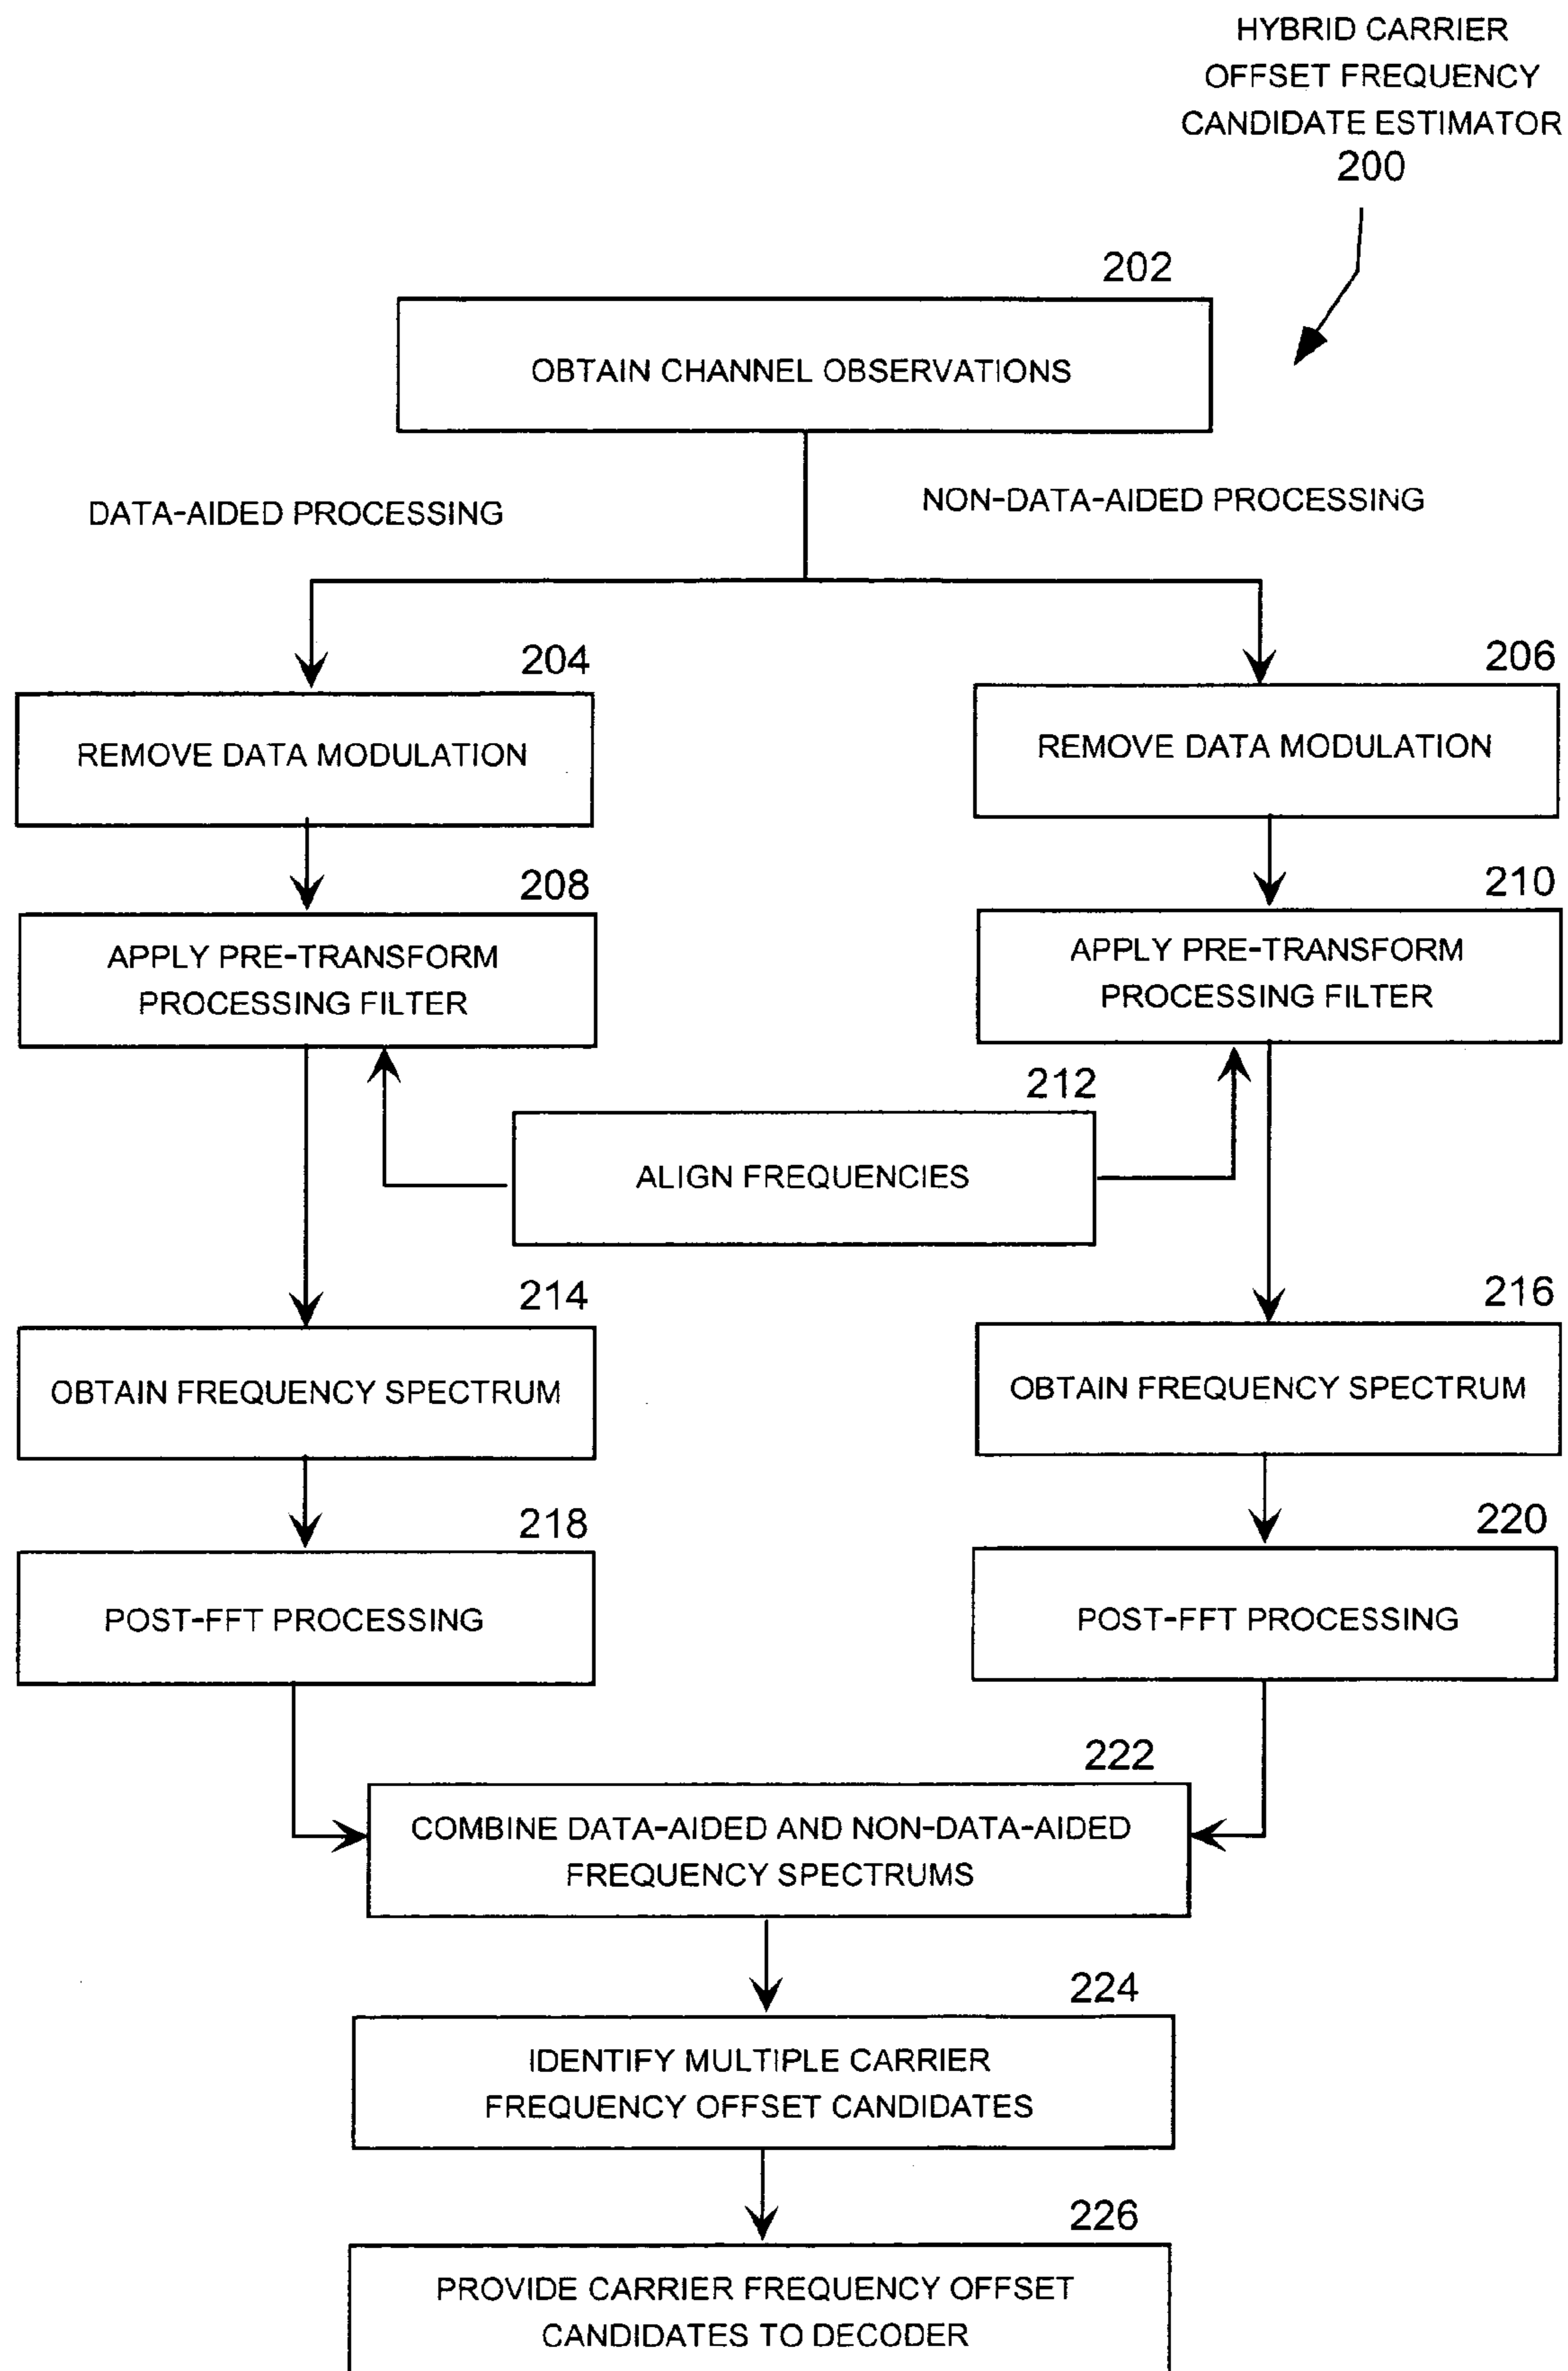 HYBRID CARRIER
OFFSET FREQUENCY
CANDIDATE ESTIMATOR
200
202
OBTAIN CHANNEL OBSERVATIONS
DATA-AIDED PROCESSING
NON-DATA-AIDED PROCESSING
204
REMOVE DATA MODULATION
206
REMOVE DATA MODULATION
208
APPLY PRE-TRANSFORM
PROCESSING FILTER
210
APPLY PRE-TRANSFORM
PROCESSING FILTER
212
ALIGN FREQUENCIES
214
OBTAIN FREQUENCY SPECTRUM
216
OBTAIN FREQUENCY SPECTRUM
218
POST-FFT PROCESSING
220
POST-FFT PROCESSING
222
COMBINE DATA-AIDED AND NON-DATA-AIDED
FREQUENCY SPECTRUMS
224
IDENTIFY MULTIPLE CARRIER
FREQUENCY OFFSET CANDIDATES
226
PROVIDE CARRIER FREQUENCY OFFSET
CANDIDATES TO DECODER